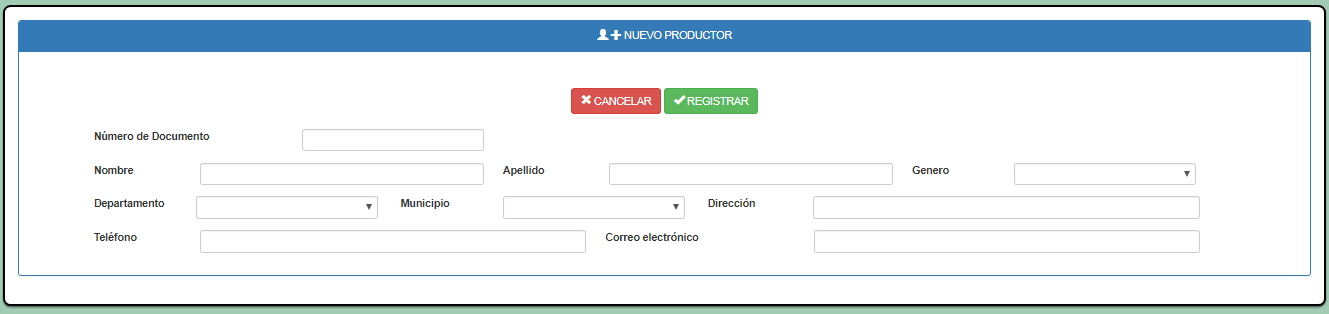 NUEVO PRODUCTOR
CANCELAR REGISTRAR
Número de Documento
Nombre Apellido Genero
Departamento Municipio Dirección
Teléfono Correo electrónico